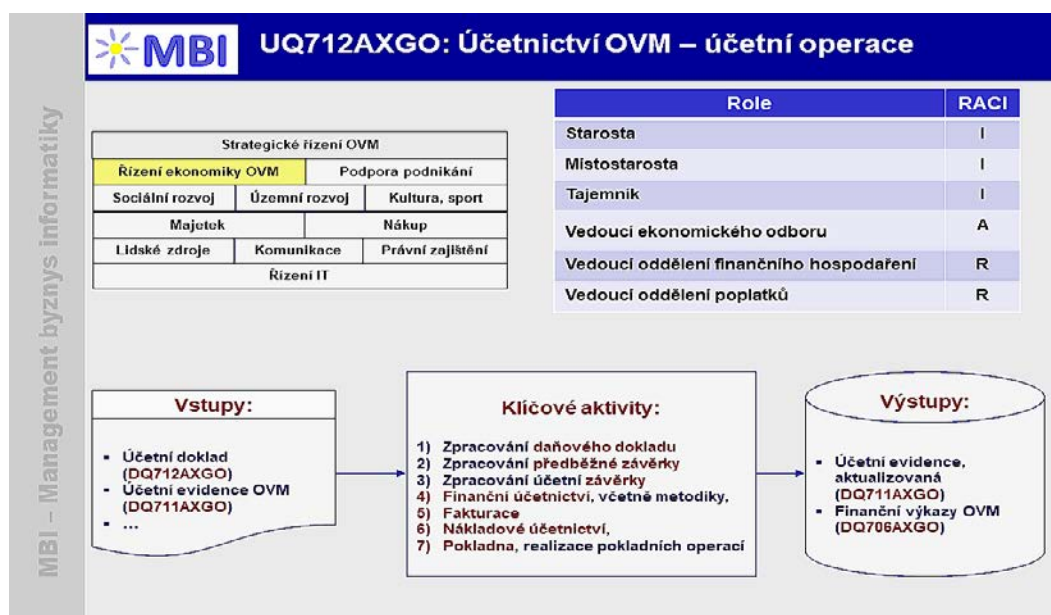 MBI
UQ712AXGO: Účetnictví OVM – účetní operace
MBI – Management byznys informatiky
Strategické řízení OVM
Řízení ekonomiky OVM Podpora podnikání
Sociální rozvoj Územní rozvoj Kultura, sport
Majetek Nákup
Lidské zdroje Komunikace Právní zajištění
Řízení IT
Role RACI
Starosta I
Místostarosta I
Tajemník I
Vedoucí ekonomického odboru A
Vedoucí oddělení finančního hospodaření R
Vedoucí oddělení poplatků R
Vstupy:
▪ Účetní doklad
(DQ712AXGO)
▪ Účetní evidence OVM
(DQ711AXGO)
▪ …
Klíčové aktivity:
1) Zpracování daňového dokladu
2) Zpracování předběžné závěrky
3) Zpracování účetní závěrky
4) Finanční účetnictví, včetně metodiky,
5) Fakturace
6) Nákladové účetnictví,
7) Pokladna, realizace pokladních operací
Výstupy:
▪ Účetní evidence,
aktualizovaná
(DQ711AXGO)
▪ Finanční výkazy OVM
(DQ706AXGO)